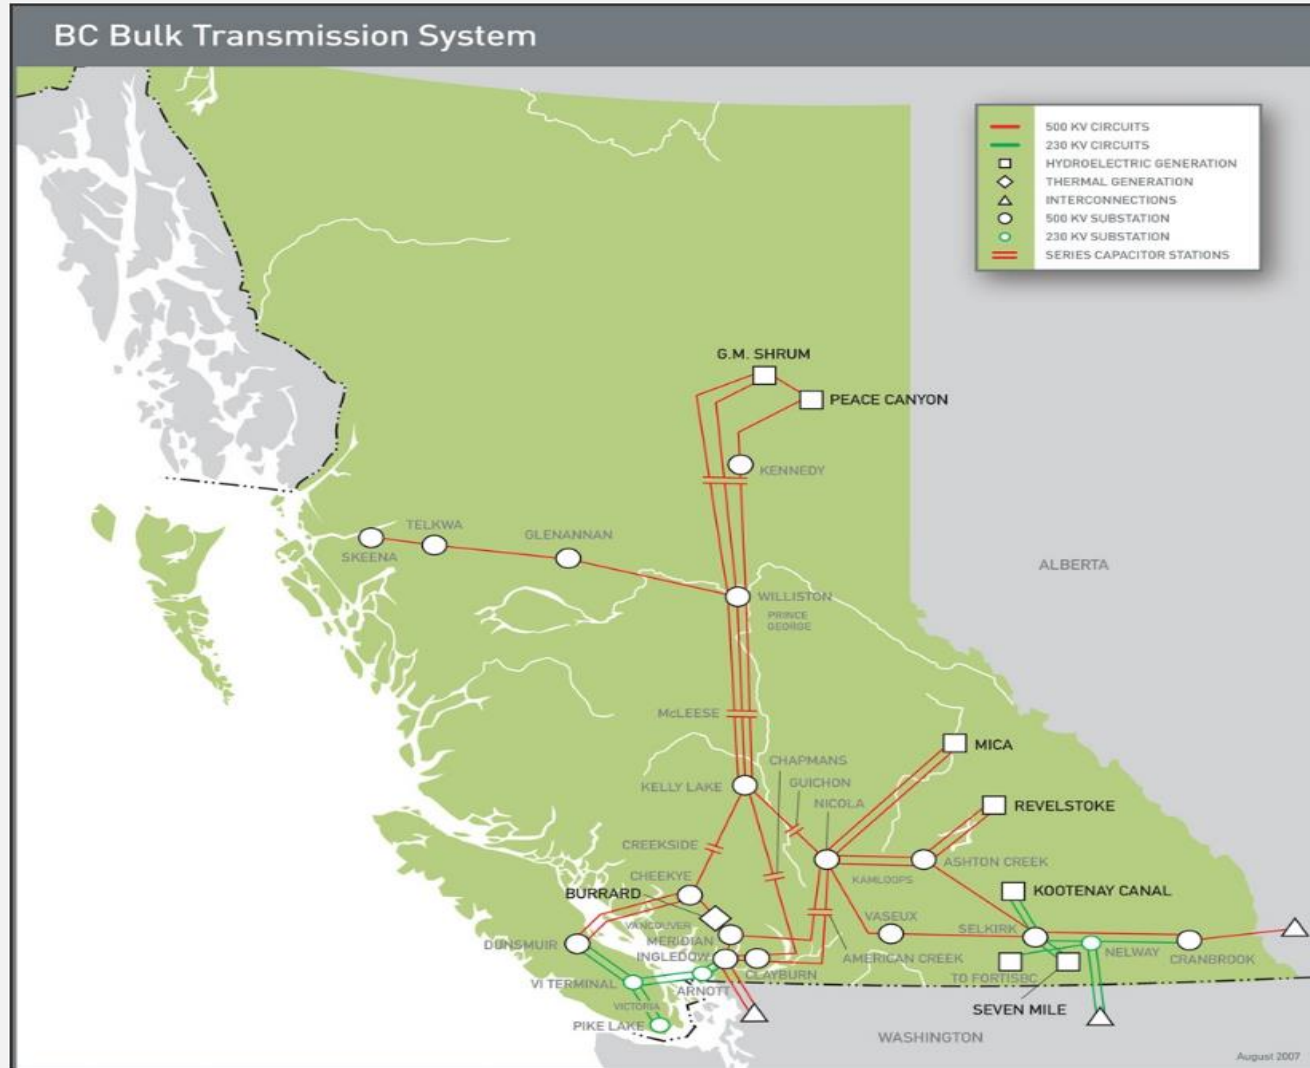 BC Bulk Transmission System
500 KV CIRCUITS
230 KV CIRCUITS
HYDROELECTRIC GENERATION
THERMAL GENERATION
INTERCONNECTIONS
500 KV SUBSTATION
230 KV SUBSTATION
SERIES CAPACITOR STATIONS
G.M. SHRUM
PEACE CANYON
KENNEDY
TELKWA
GLENANNAN
SKEENA
ALBERTA
WILLISTON
PRINCE
GEORGE
McLEESE
MICA
CHAPMANS
KELLY LAKE
GUICHON
NICOLA
REVELSTOKE
CREEKSIDE
ASHTON CREEK
CHEEKYE
KAMLOOPS
BURRARD
KOOTENAY CANAL
VASEUX
VANCOUVER
SELKIRK
DUNSMUIR
MERIDIAN
INGLEDOW
NELWAY
AMERICAN CREEK
CRANBROOK
CLAYBURN
TO FORTISBC
VI TERMINAL
ARNOTT
VICTORIA
SEVEN MILE
PIKE LAKE
WASHINGTON
August 2007